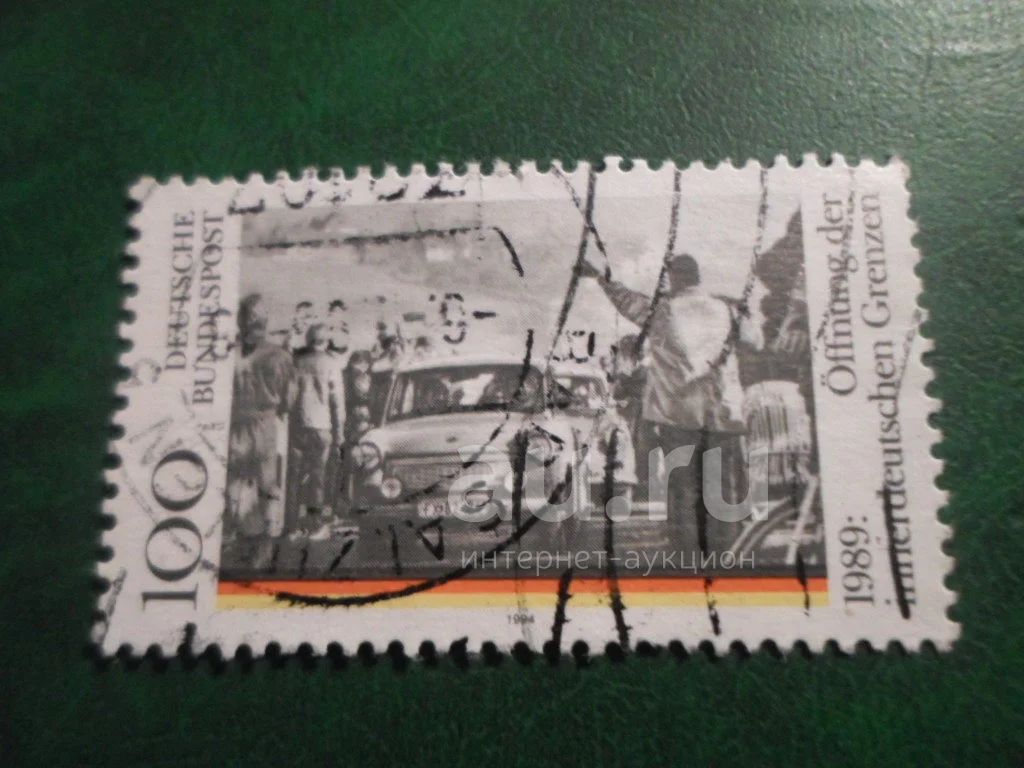 DEUTSCHE
BUNDESPOST
100
1989:
Öffnung der
innerdeutschen Grenzen
1994
au.ru
интернет-аукцион